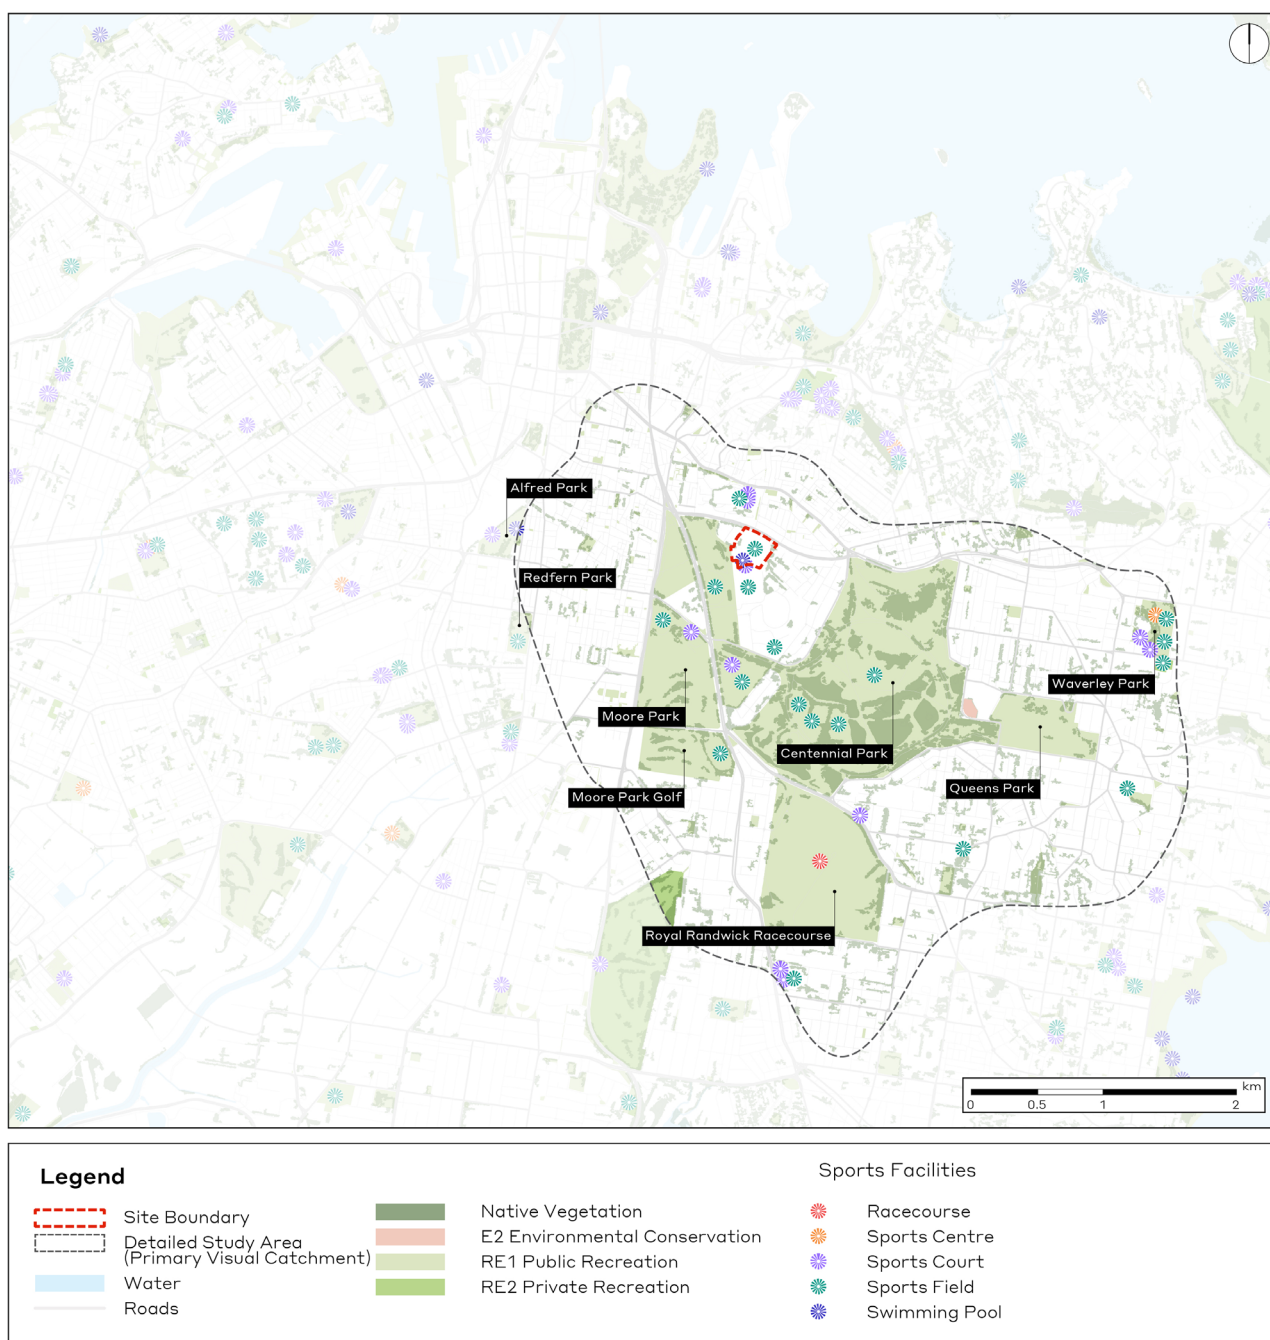 Alfred Park
Redfern Park
Waverley Park
Moore Park
Centennial Park
Queens Park
Moore Park Golf
Royal Randwick Racecourse
km
0 0.5 1 2
Legend
Site Boundary
Detailed Study Area
(Primary Visual Catchment)
Water
Roads
Native Vegetation
E2 Environmental Conservation
RE1 Public Recreation
RE2 Private Recreation
Sports Facilities
Racecourse
Sports Centre
Sports Court
Sports Field
Swimming Pool